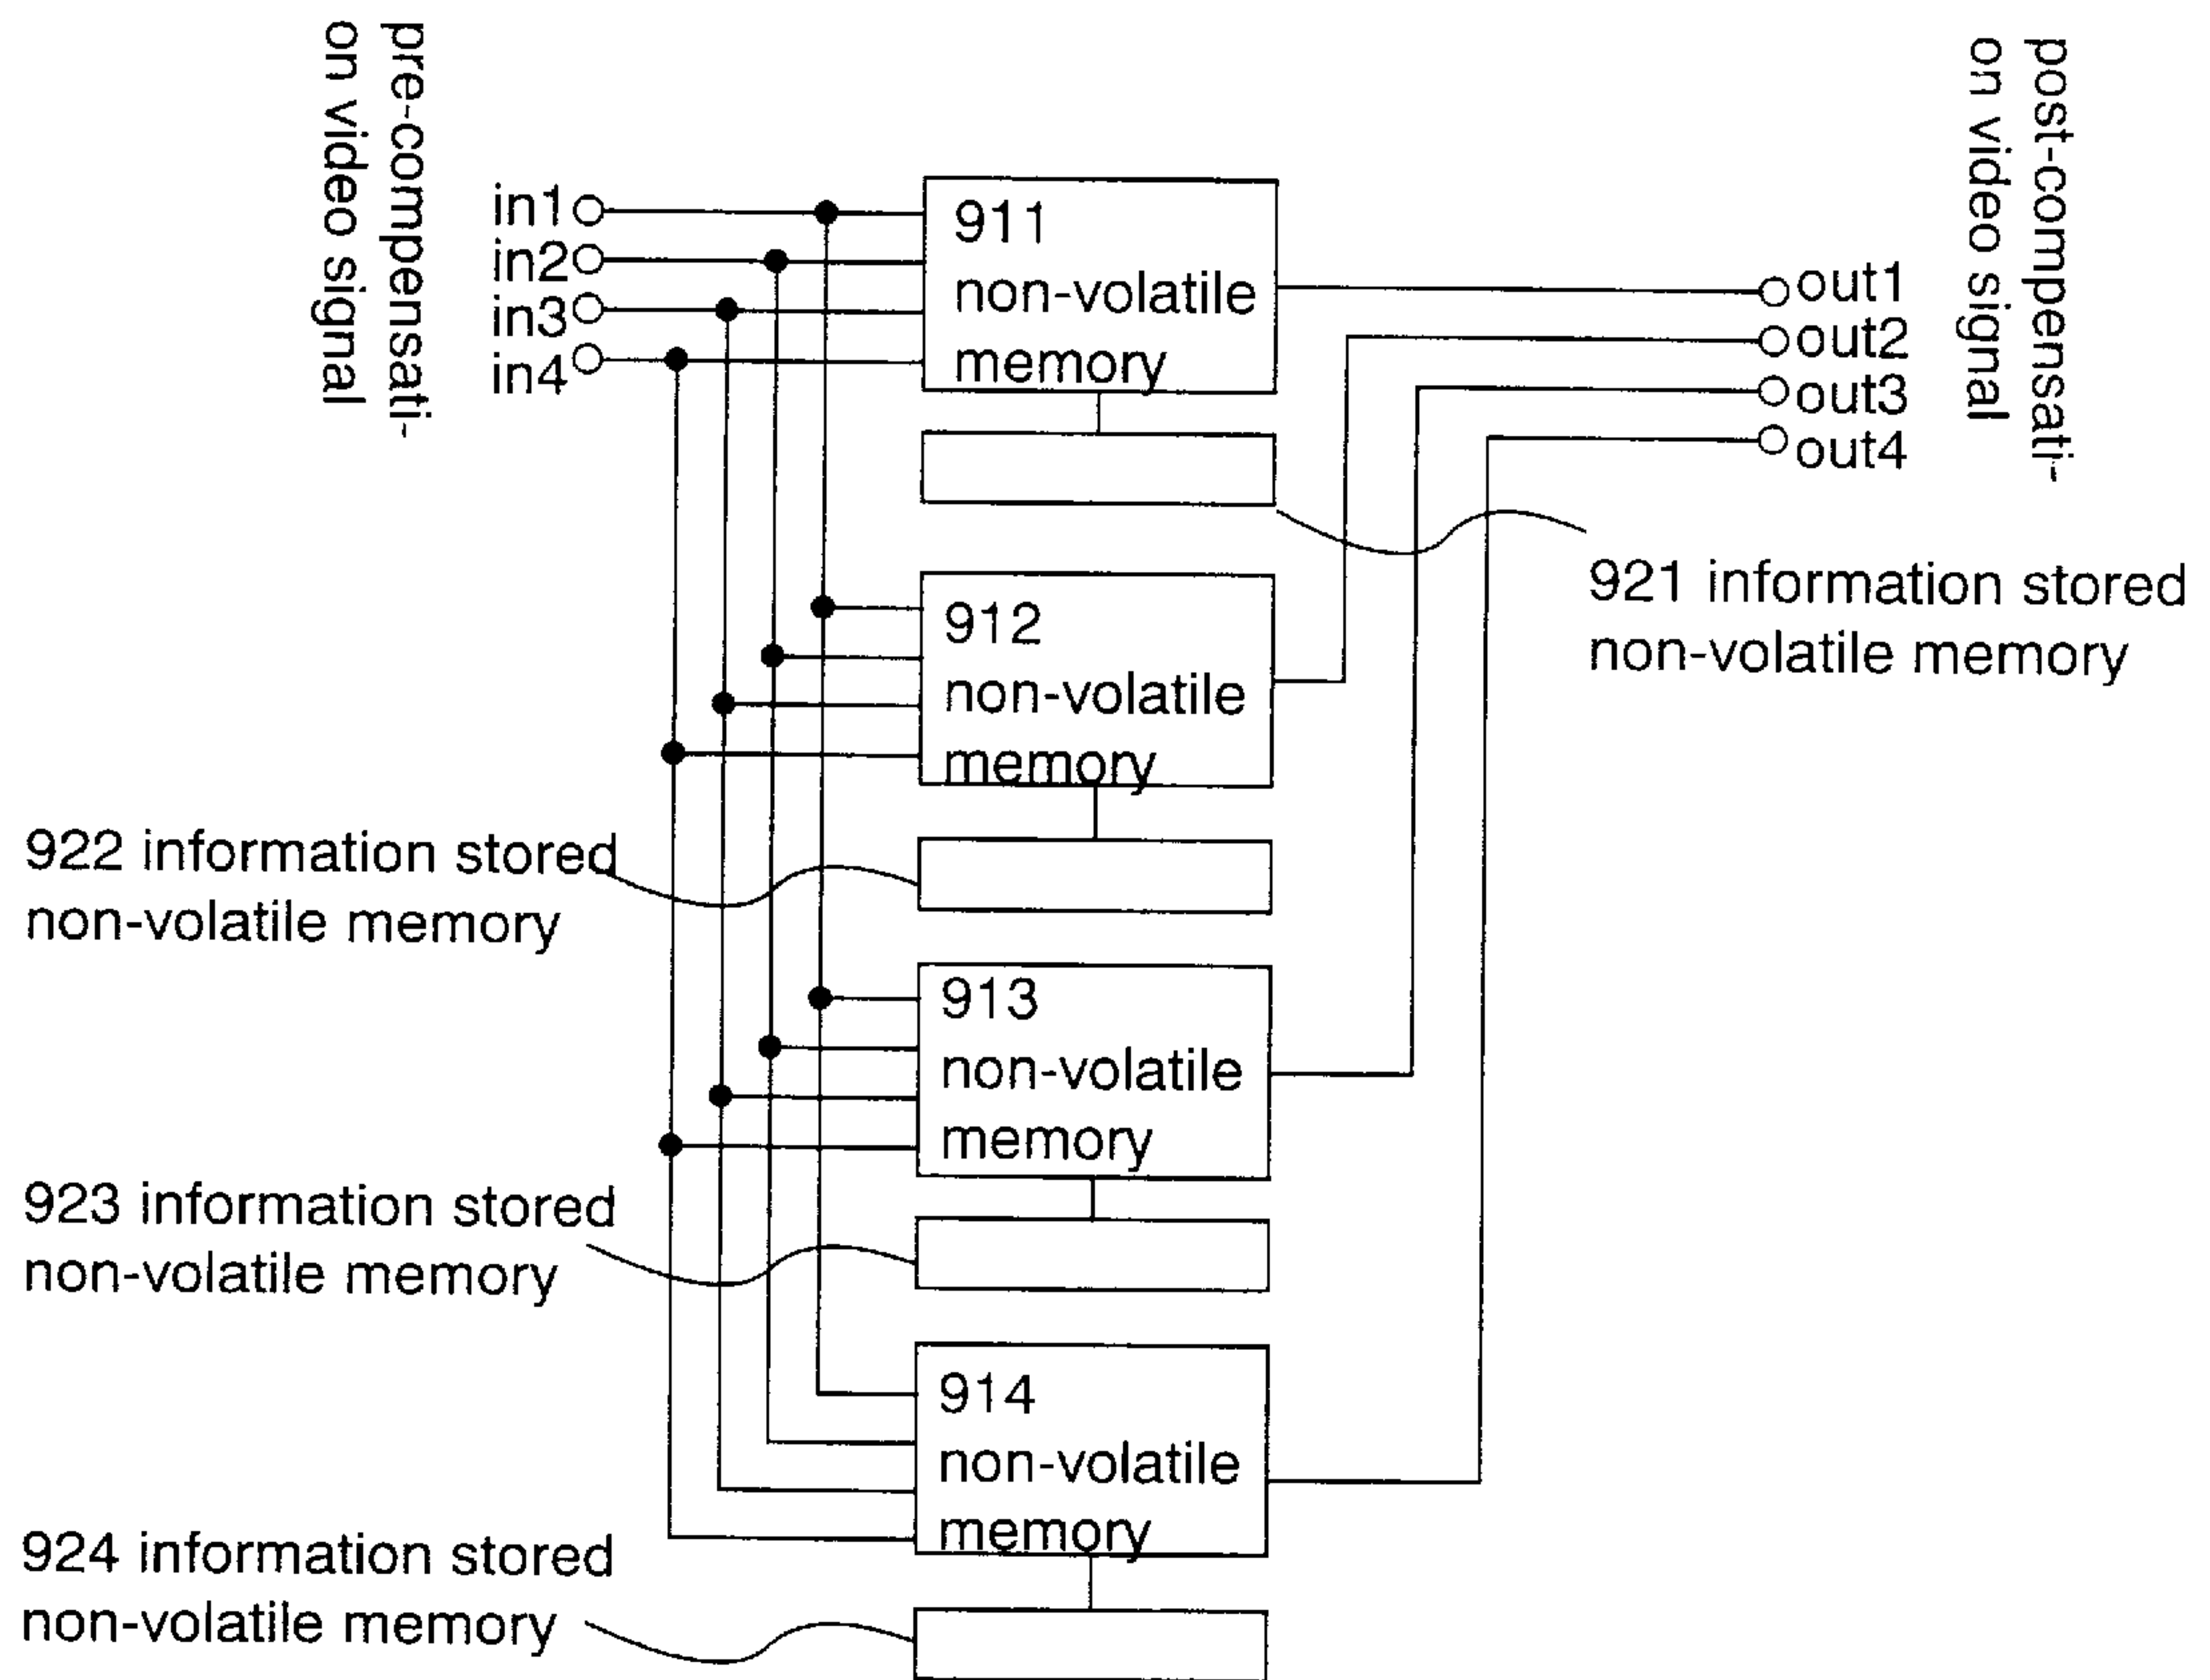 pre-compensati-
on video signal
post-compensati-
on video signal
in1
in2
in3
in4
911
non-volatile
memory
out1
out2
out3
out4
921 information stored
non-volatile memory
912
non-volatile
memory
922 information stored
non-volatile memory
913
non-volatile
memory
923 information stored
non-volatile memory
914
non-volatile
memory
924 information stored
non-volatile memory